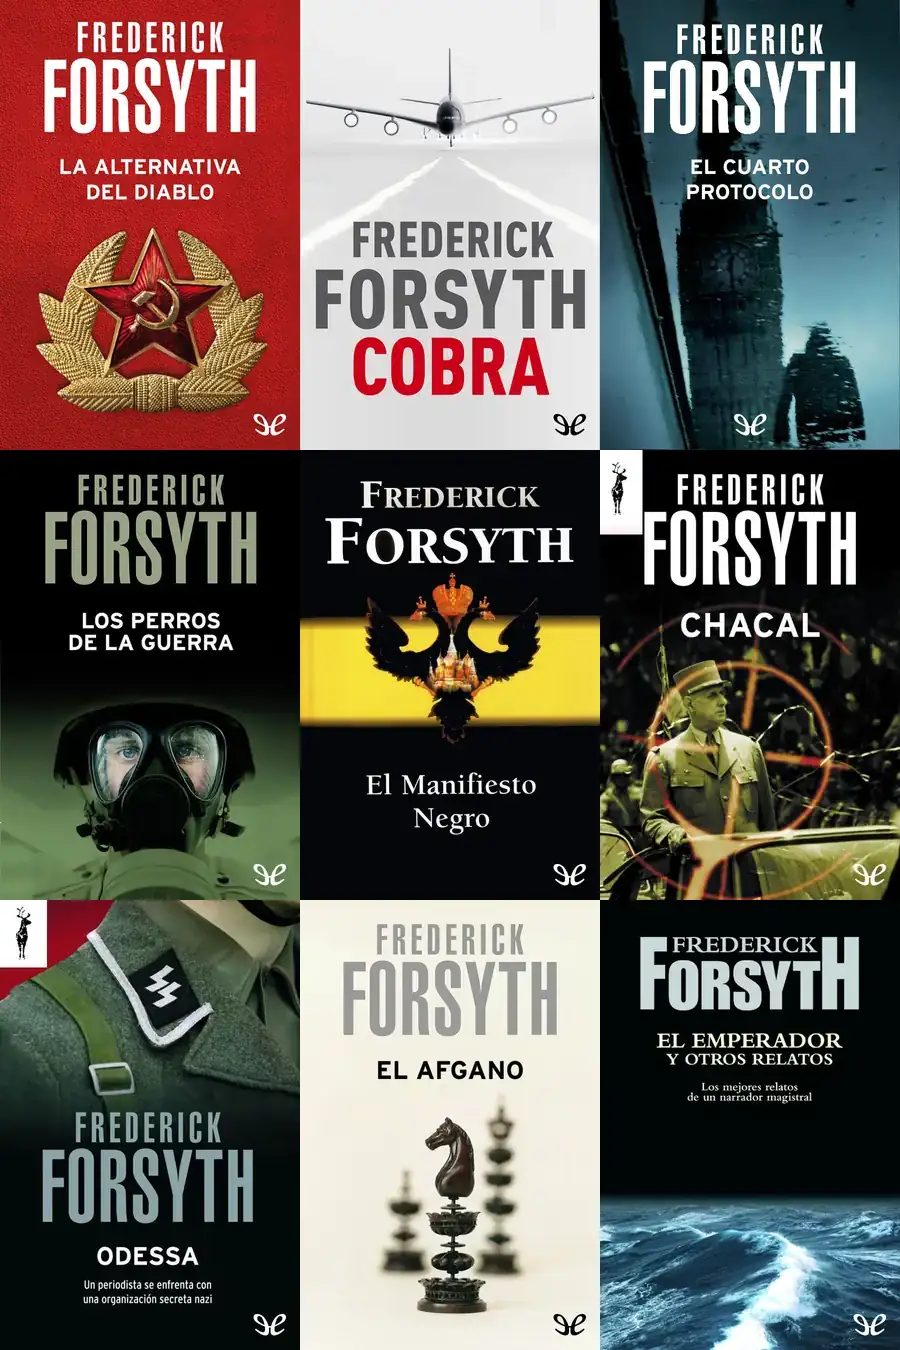 FREDERICK
FORSYTH
LA ALTERNATIVA
DEL DIABLO
FREDERICK
FORSYTH
COBRA
FREDERICK
FORSYTH
EL CUARTO
PROTOCOLO
FREDERICK
FORSYTH
LOS PERROS
DE LA GUERRA
FREDERICK
FORSYTH
El Manifiesto
Negro
FREDERICK
FORSYTH
CHACAL
FREDERICK
FORSYTH
ODESSA
Un periodista se enfrenta con
una organización secreta nazi
FREDERICK
FORSYTH
EL AFGANO
FREDERICK
FORSYTH
EL EMPERADOR
Y OTROS RELATOS
Los mejores relatos
de un narrador magistral